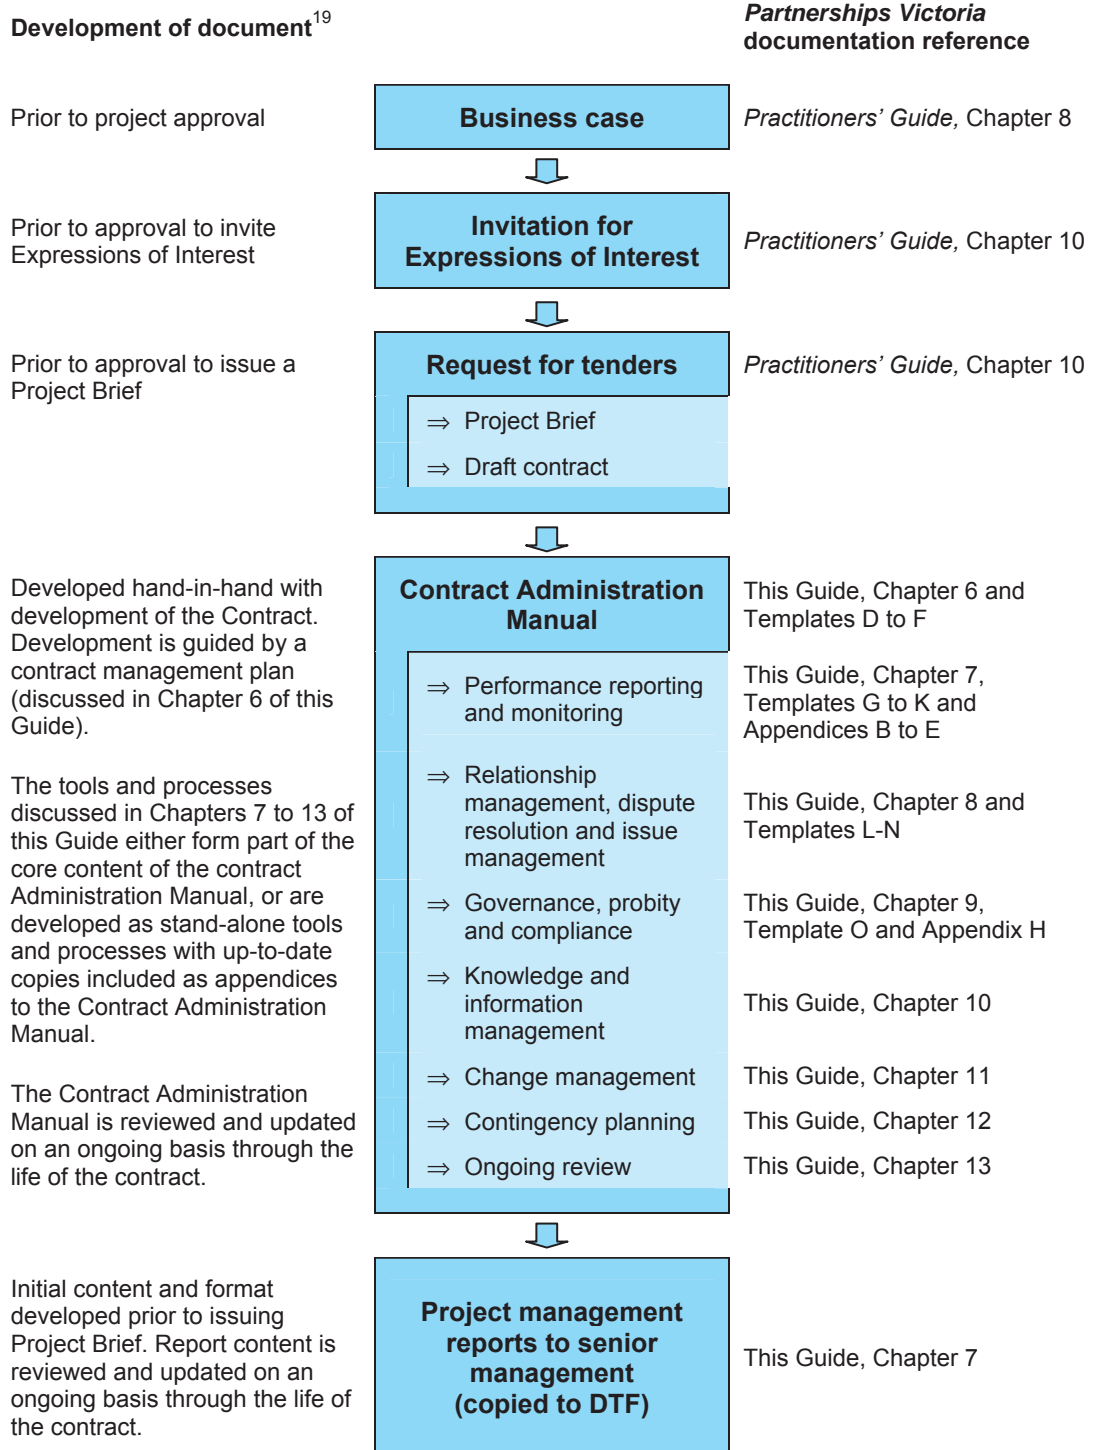 Development of document19
Partnerships Victoria
documentation reference
Prior to project approval
Business case
Practitioners' Guide, Chapter 8
Prior to approval to invite
Expressions of Interest
Invitation for
Expressions of Interest
Practitioners' Guide, Chapter 10
Prior to approval to issue a
Project Brief
Request for tenders
⇒ Project Brief
⇒ Draft contract
Practitioners' Guide, Chapter 10
Developed hand-in-hand with
development of the Contract.
Development is guided by a
contract management plan
(discussed in Chapter 6 of this
Guide).
The tools and processes
discussed in Chapters 7 to 13 of
this Guide either form part of the
core content of the contract
Administration Manual, or are
developed as stand-alone tools
and processes with up-to-date
copies included as appendices
to the Contract Administration
Manual.
The Contract Administration
Manual is reviewed and updated
on an ongoing basis through the
life of the contract.
Contract Administration
Manual
This Guide, Chapter 6 and
Templates D to F
⇒ Performance reporting
and monitoring
This Guide, Chapter 7,
Templates G to K and
Appendices B to E
⇒ Relationship
management, dispute
resolution and issue
management
This Guide, Chapter 8 and
Templates L-N
⇒ Governance, probity
and compliance
This Guide, Chapter 9,
Template O and Appendix H
⇒ Knowledge and
information
management
This Guide, Chapter 10
⇒ Change management
This Guide, Chapter 11
⇒ Contingency planning
This Guide, Chapter 12
⇒ Ongoing review
This Guide, Chapter 13
Initial content and format
developed prior to issuing
Project Brief. Report content is
reviewed and updated on an
ongoing basis through the life of
the contract.
Project management
reports to senior
management
(copied to DTF)
This Guide, Chapter 7